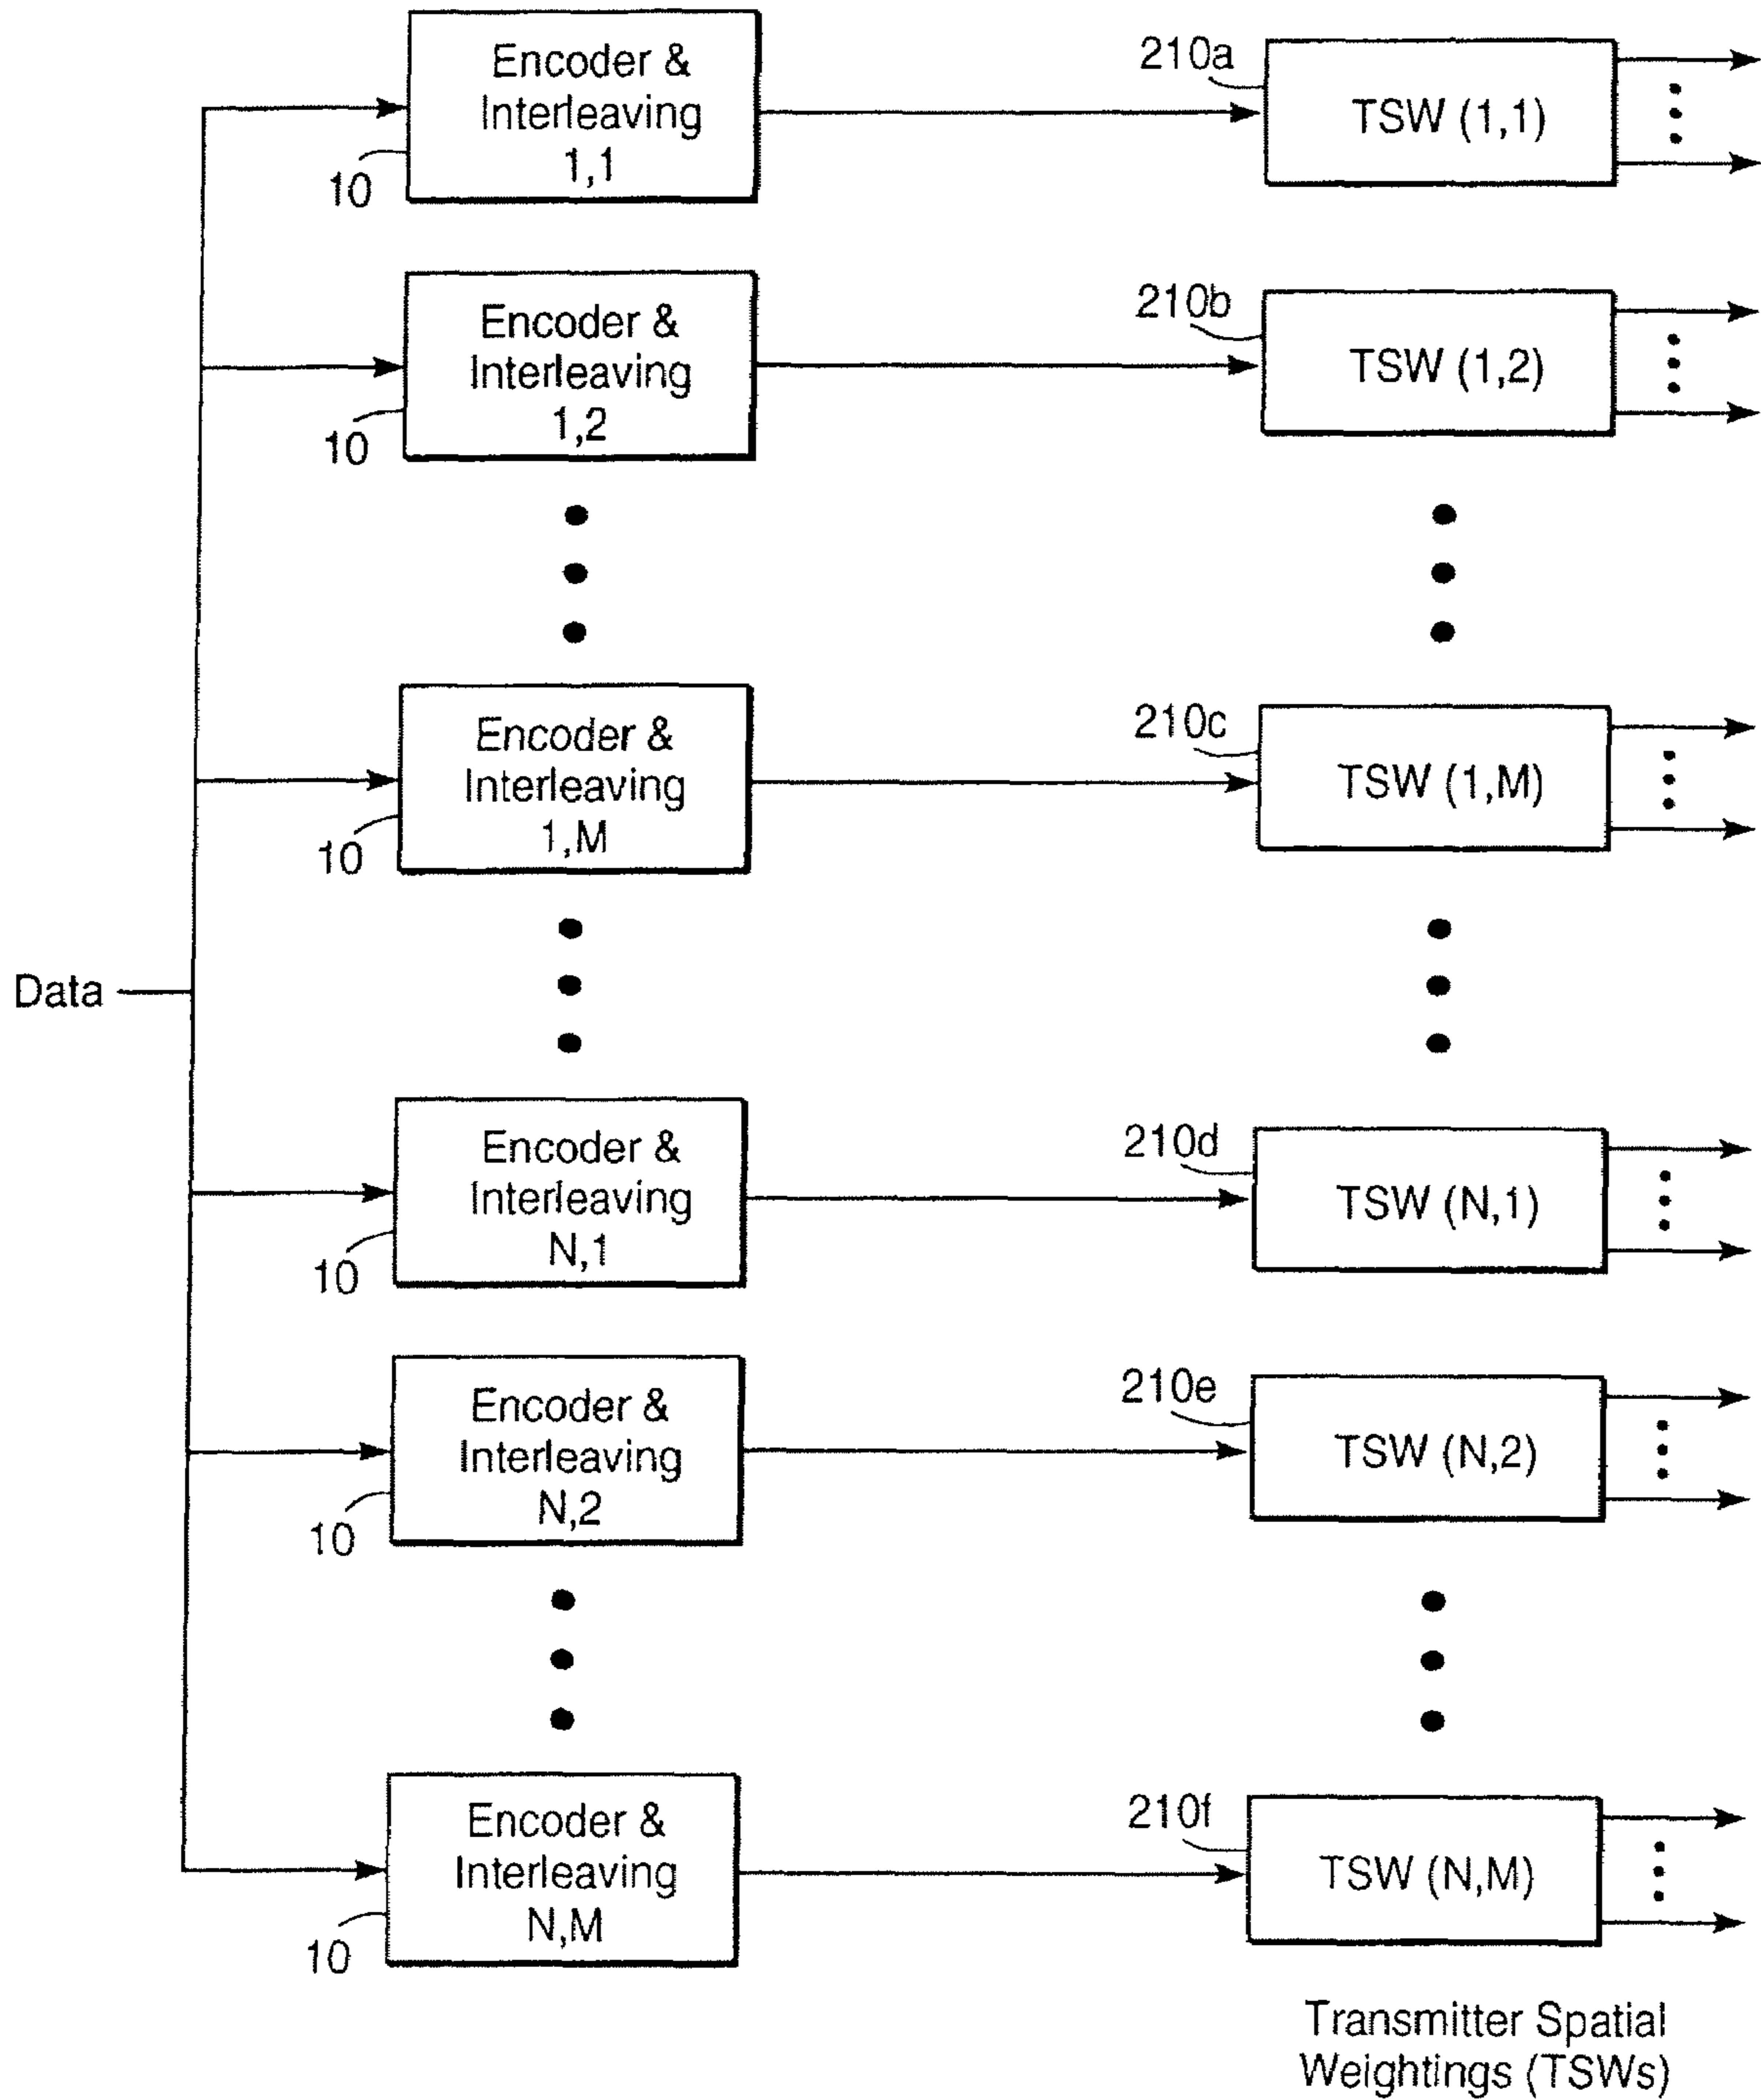 Encoder &
Interleaving
1,1
10
210a
TSW (1,1)
Encoder &
Interleaving
1,2
10
210b
TSW (1,2)
Encoder &
Interleaving
1,M
10
210c
TSW (1,M)
Data
Encoder &
Interleaving
N,1
10
210d
TSW (N,1)
Encoder &
Interleaving
N,2
10
210e
TSW (N,2)
Encoder &
Interleaving
N,M
10
210f
TSW (N,M)
Transmitter Spatial
Weightings (TSWs)